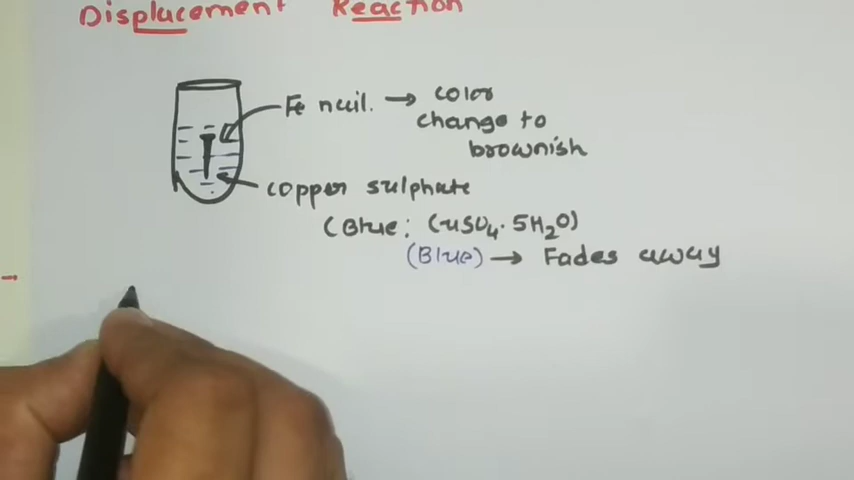 Displacement Reaction
Fe nail. → color
change to
brownish
copper sulphate
(Blue: CuSO₄·5H₂O)
(Blue) → Fades away